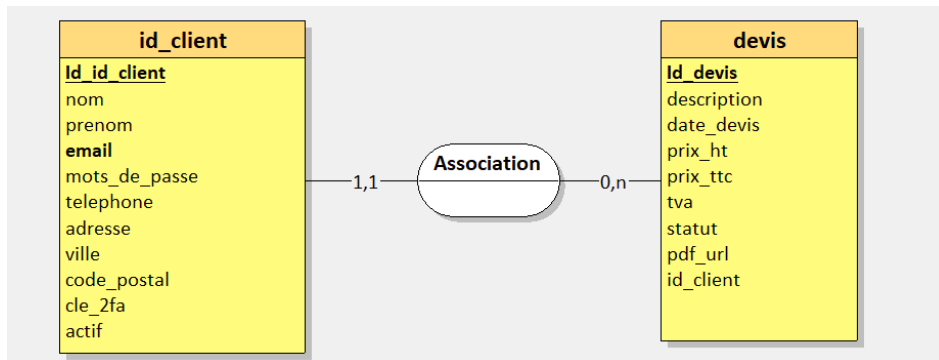 id_client
Id_id_client
nom
prenom
email
mots_de_passe
telephone
adresse
ville
code_postal
cle_2fa
actif
1,1
Association
0,n
devis
Id_devis
description
date_devis
prix_ht
prix_ttc
tva
statut
pdf_url
id_client